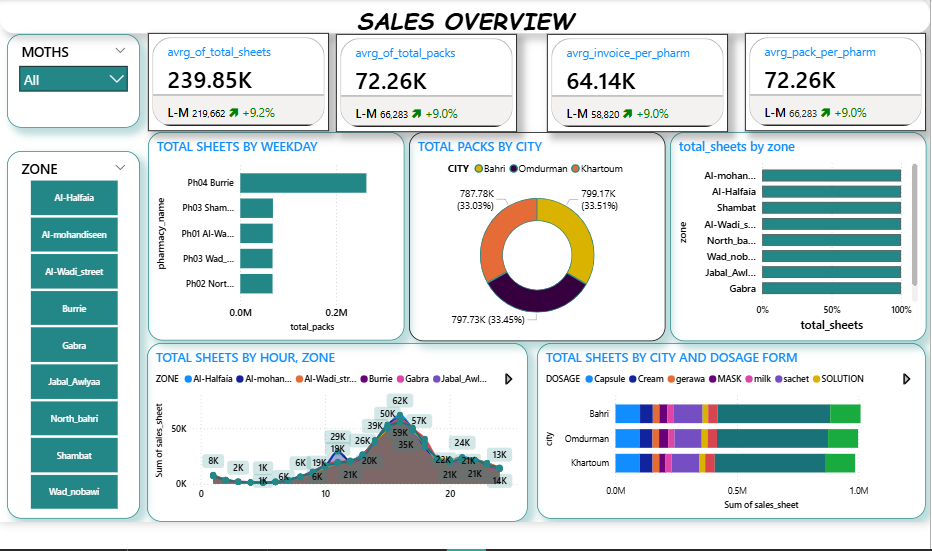 SALES OVERVIEW
MOTHS
All
avrg_of_total_sheets
239.85K
L-M 219,662 +9.2%
avrg_of_total_packs
72.26K
L-M 66,283 +9.0%
avrg_invoice_per_pharm
64.14K
L-M 58,820 +9.0%
avrg_pack_per_pharm
72.26K
L-M 66,283 +9.0%
ZONE
Al-Halfaia
Al-mohandiseen
Al-Wadi_street
Burrie
Gabra
Jabal_Awlyaa
North_bahri
Shambat
Wad_nobawi
TOTAL SHEETS BY WEEKDAY
pharmacy_name
Ph04 Burrie
Ph03 Sham...
Ph01 Al-Wa...
Ph03 Wad_...
Ph02 Nort...
0.0M 0.2M
total_packs
TOTAL PACKS BY CITY
CITY Bahri Omdurman Khartoum
787.78K
(33.03%)
799.17K
(33.51%)
797.73K (33.45%)
total_sheets by zone
zone
Al-mohan...
Al-Halfaia
Shambat
Al-Wadi_s...
North_ba...
Wad_nob...
Jabal_Awl...
Gabra
0% 50% 100%
total_sheets
TOTAL SHEETS BY HOUR, ZONE
ZONE Al-Halfaia Al-mohan... Al-Wadi_str... Burrie Gabra Jabal_Awl...
Sum of sales_sheet
50K
0K
8K
2K
1K
1K
6K
6K
19K
6K
29K
19K
21K
26K
20K
39K
50K
62K
59K
35K
57K
22K
21K
24K
21K
21K
13K
14K
0 10 20
TOTAL SHEETS BY CITY AND DOSAGE FORM
DOSAGE Capsule Cream gerawa MASK milk sachet SOLUTION
city
Bahri
Omdurman
Khartoum
0.0M 0.5M 1.0M
Sum of sales_sheet